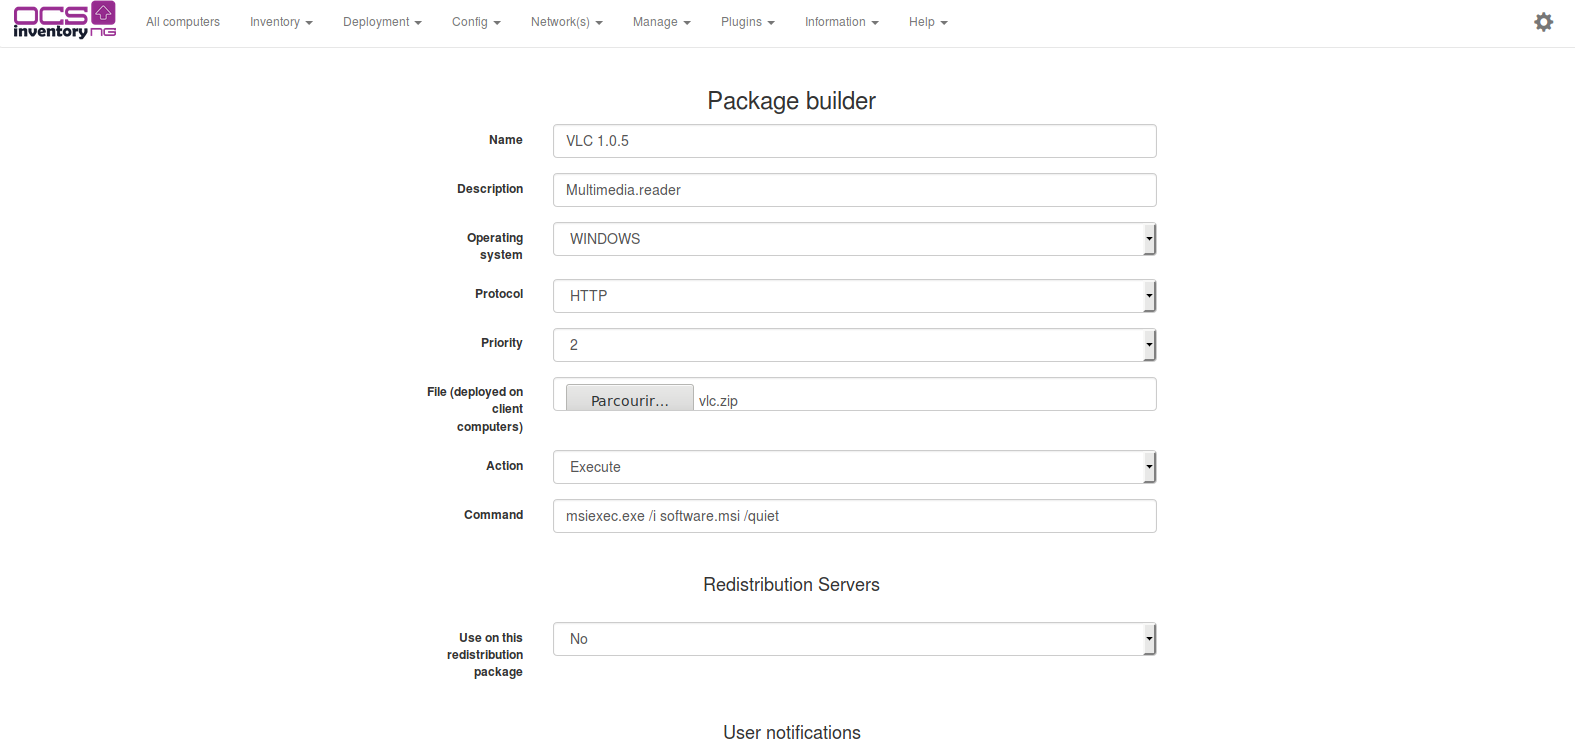 OCS
inventory NG
All computers Inventory Deployment Config Network(s) Manage Plugins Information Help
Package builder
Name VLC 1.0.5
Description Multimedia.reader
Operating system WINDOWS
Protocol HTTP
Priority 2
File (deployed on client computers) Parcourir... vlc.zip
Action Execute
Command msiexec.exe /i software.msi /quiet
Redistribution Servers
Use on this redistribution package No
User notifications